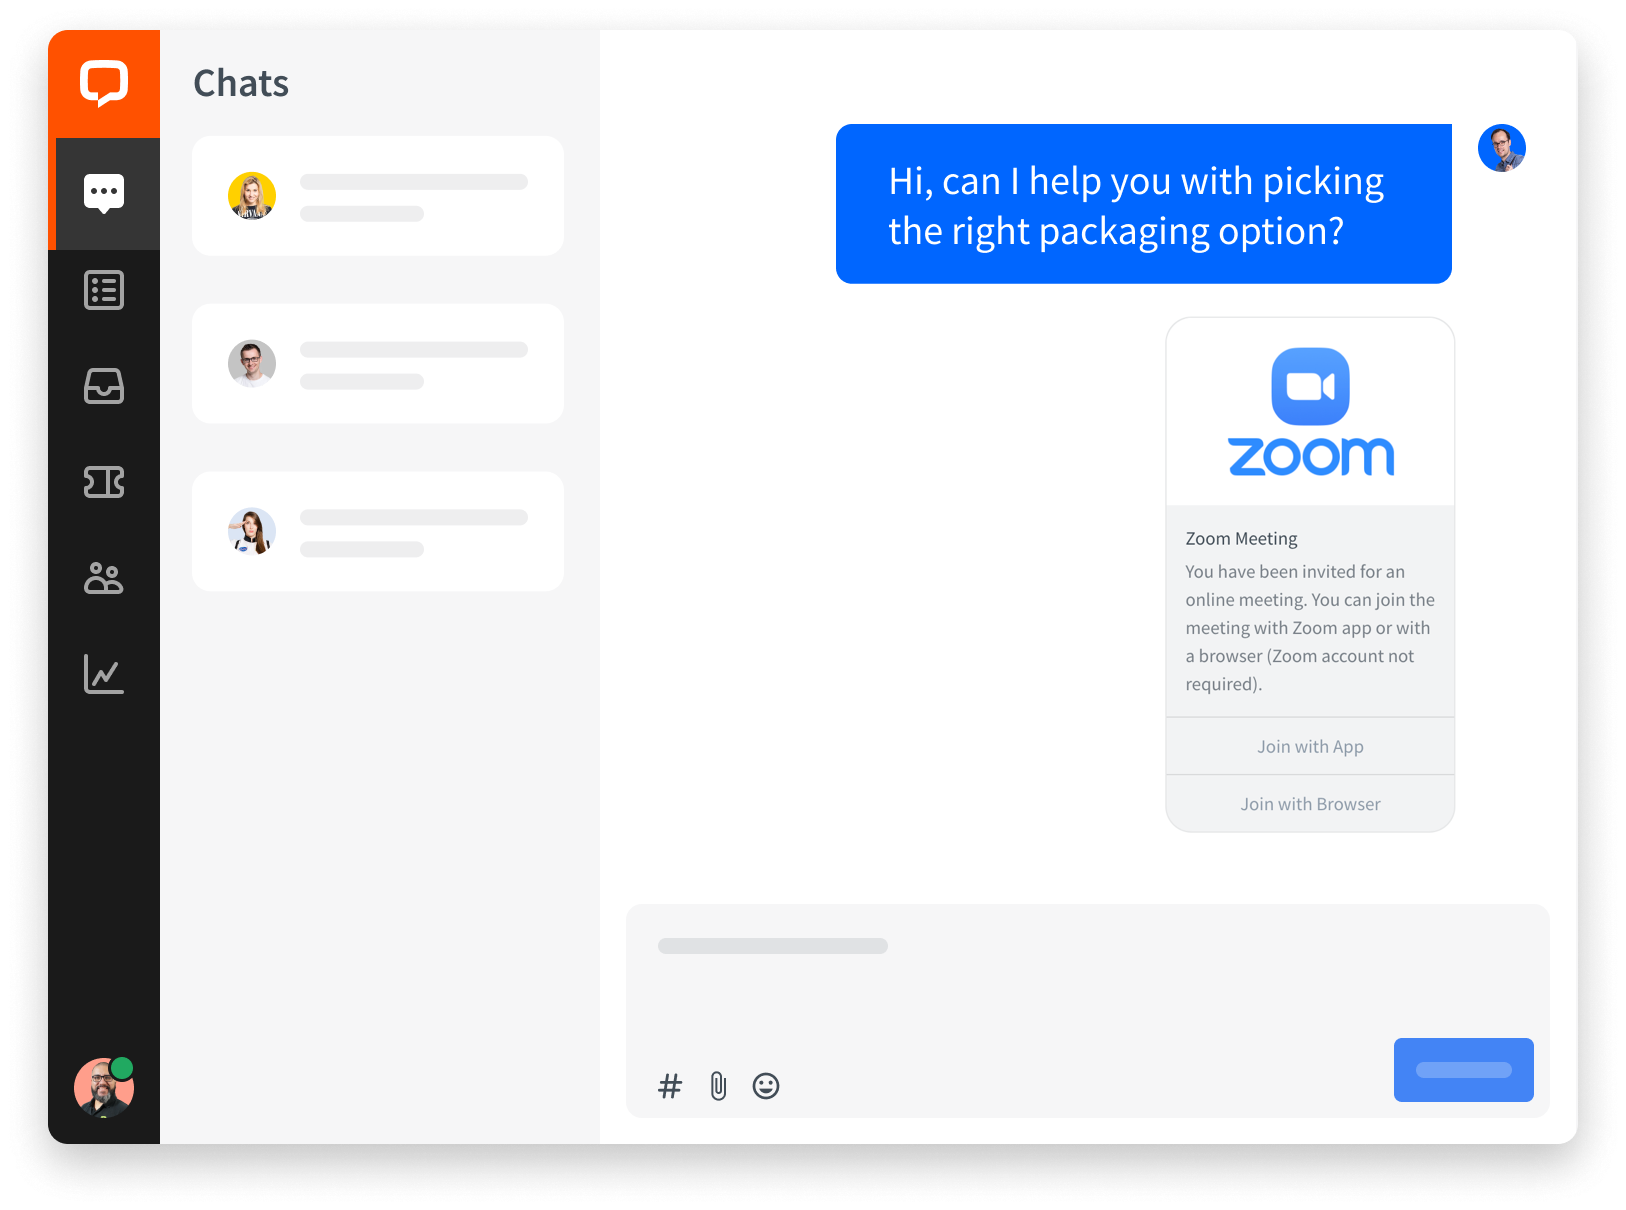 Chats
Hi, can I help you with picking
the right packaging option?
zoom
Zoom Meeting
You have been invited for an
online meeting. You can join the
meeting with Zoom app or with
a browser (Zoom account not
required).
Join with App
Join with Browser